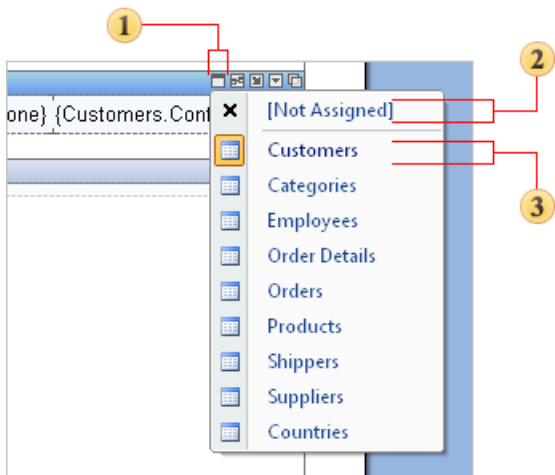 1
2
one} {Customers.Con
[Not Assigned]
Customers
3
Categories
Employees
Order Details
Orders
Products
Shippers
Suppliers
Countries